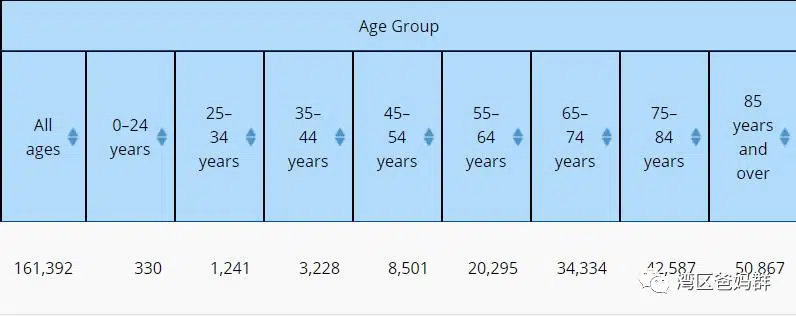 Age Group
All ages 0–24 years 25–34 years 35–44 years 45–54 years 55–64 years 65–74 years 75–84 years 85 years and over
161,392 330 1,241 3,228 8,501 20,295 34,334 42,587 50,867
湾区爸妈群